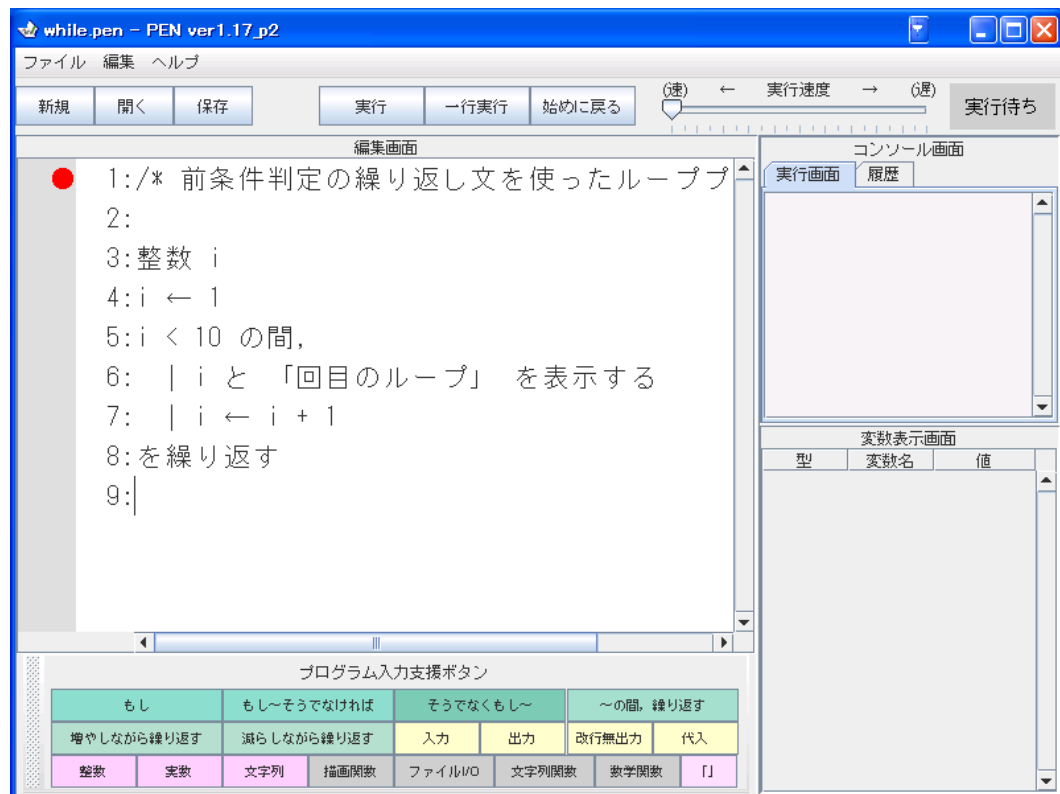 while.pen - PEN ver1.17_p2
ファイル 編集 ヘルプ
新規 開く 保存 実行 一行実行 始めに戻る (速) ← 実行速度 → (遅) 実行待ち
編集画面
1:/* 前条件判定の繰り返し文を使ったループプ
2:
3:整数 i
4:i ← 1
5:i < 10 の間,
6: | i と 「回目のループ」 を表示する
7: | i ← i + 1
8:を繰り返す
9:
コンソール画面
実行画面 履歴
変数表示画面
型 変数名 値
プログラム入力支援ボタン
もし もし～そうでなければ そうでなくもし～ ～の間, 繰り返す
増やしながら繰り返す 減らしながら繰り返す 入力 出力 改行無出力 代入
整数 実数 文字列 描画関数 ファイルI/O 文字列関数 数学関数 「」